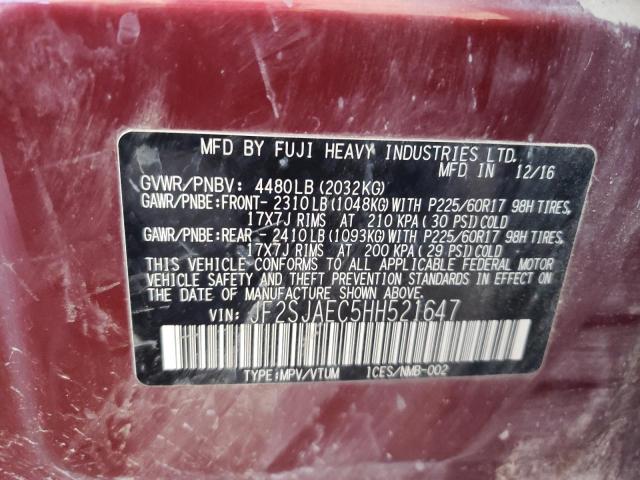 MFD BY FUJI HEAVY INDUSTRIES LTD.
MFD IN 12/16
GVWR/PNBV: 4480LB(2032KG)
GAWR/PNBE:FRONT-2310LB(1048KG)WITH P225/60R17 98H TIRES,
17X7J RIMS AT 210 KPA(30 PSI)COLD
GAWR/PNBE:REAR -2410LB(1093KG)WITH P225/60R17 98H TIRES,
17X7J RIMS AT 200 KPA(29 PSI)COLD
THIS VEHICLE CONFORMS TO ALL APPLICABLE FEDERAL MOTOR
VEHICLE SAFETY AND THEFT PREVENTION STANDARDS IN EFFECT ON
THE DATE OF MANUFACTURE SHOWN ABOVE.
VIN: JF2SJAEC5HH521647
TYPE:MPV/VTUM 1CES/NMB-002